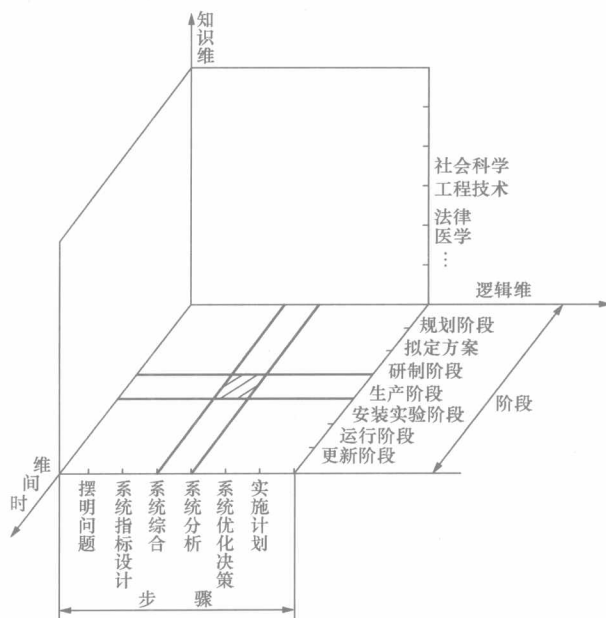 知识维
社会科学
工程技术
法律
医学
…
逻辑维
规划阶段
拟定方案
研制阶段
生产阶段
安装实验阶段
运行阶段
更新阶段
阶段
时间维
摆明问题
系统指标设计
系统综合
系统分析
系统优化决策
实施计划
步骤